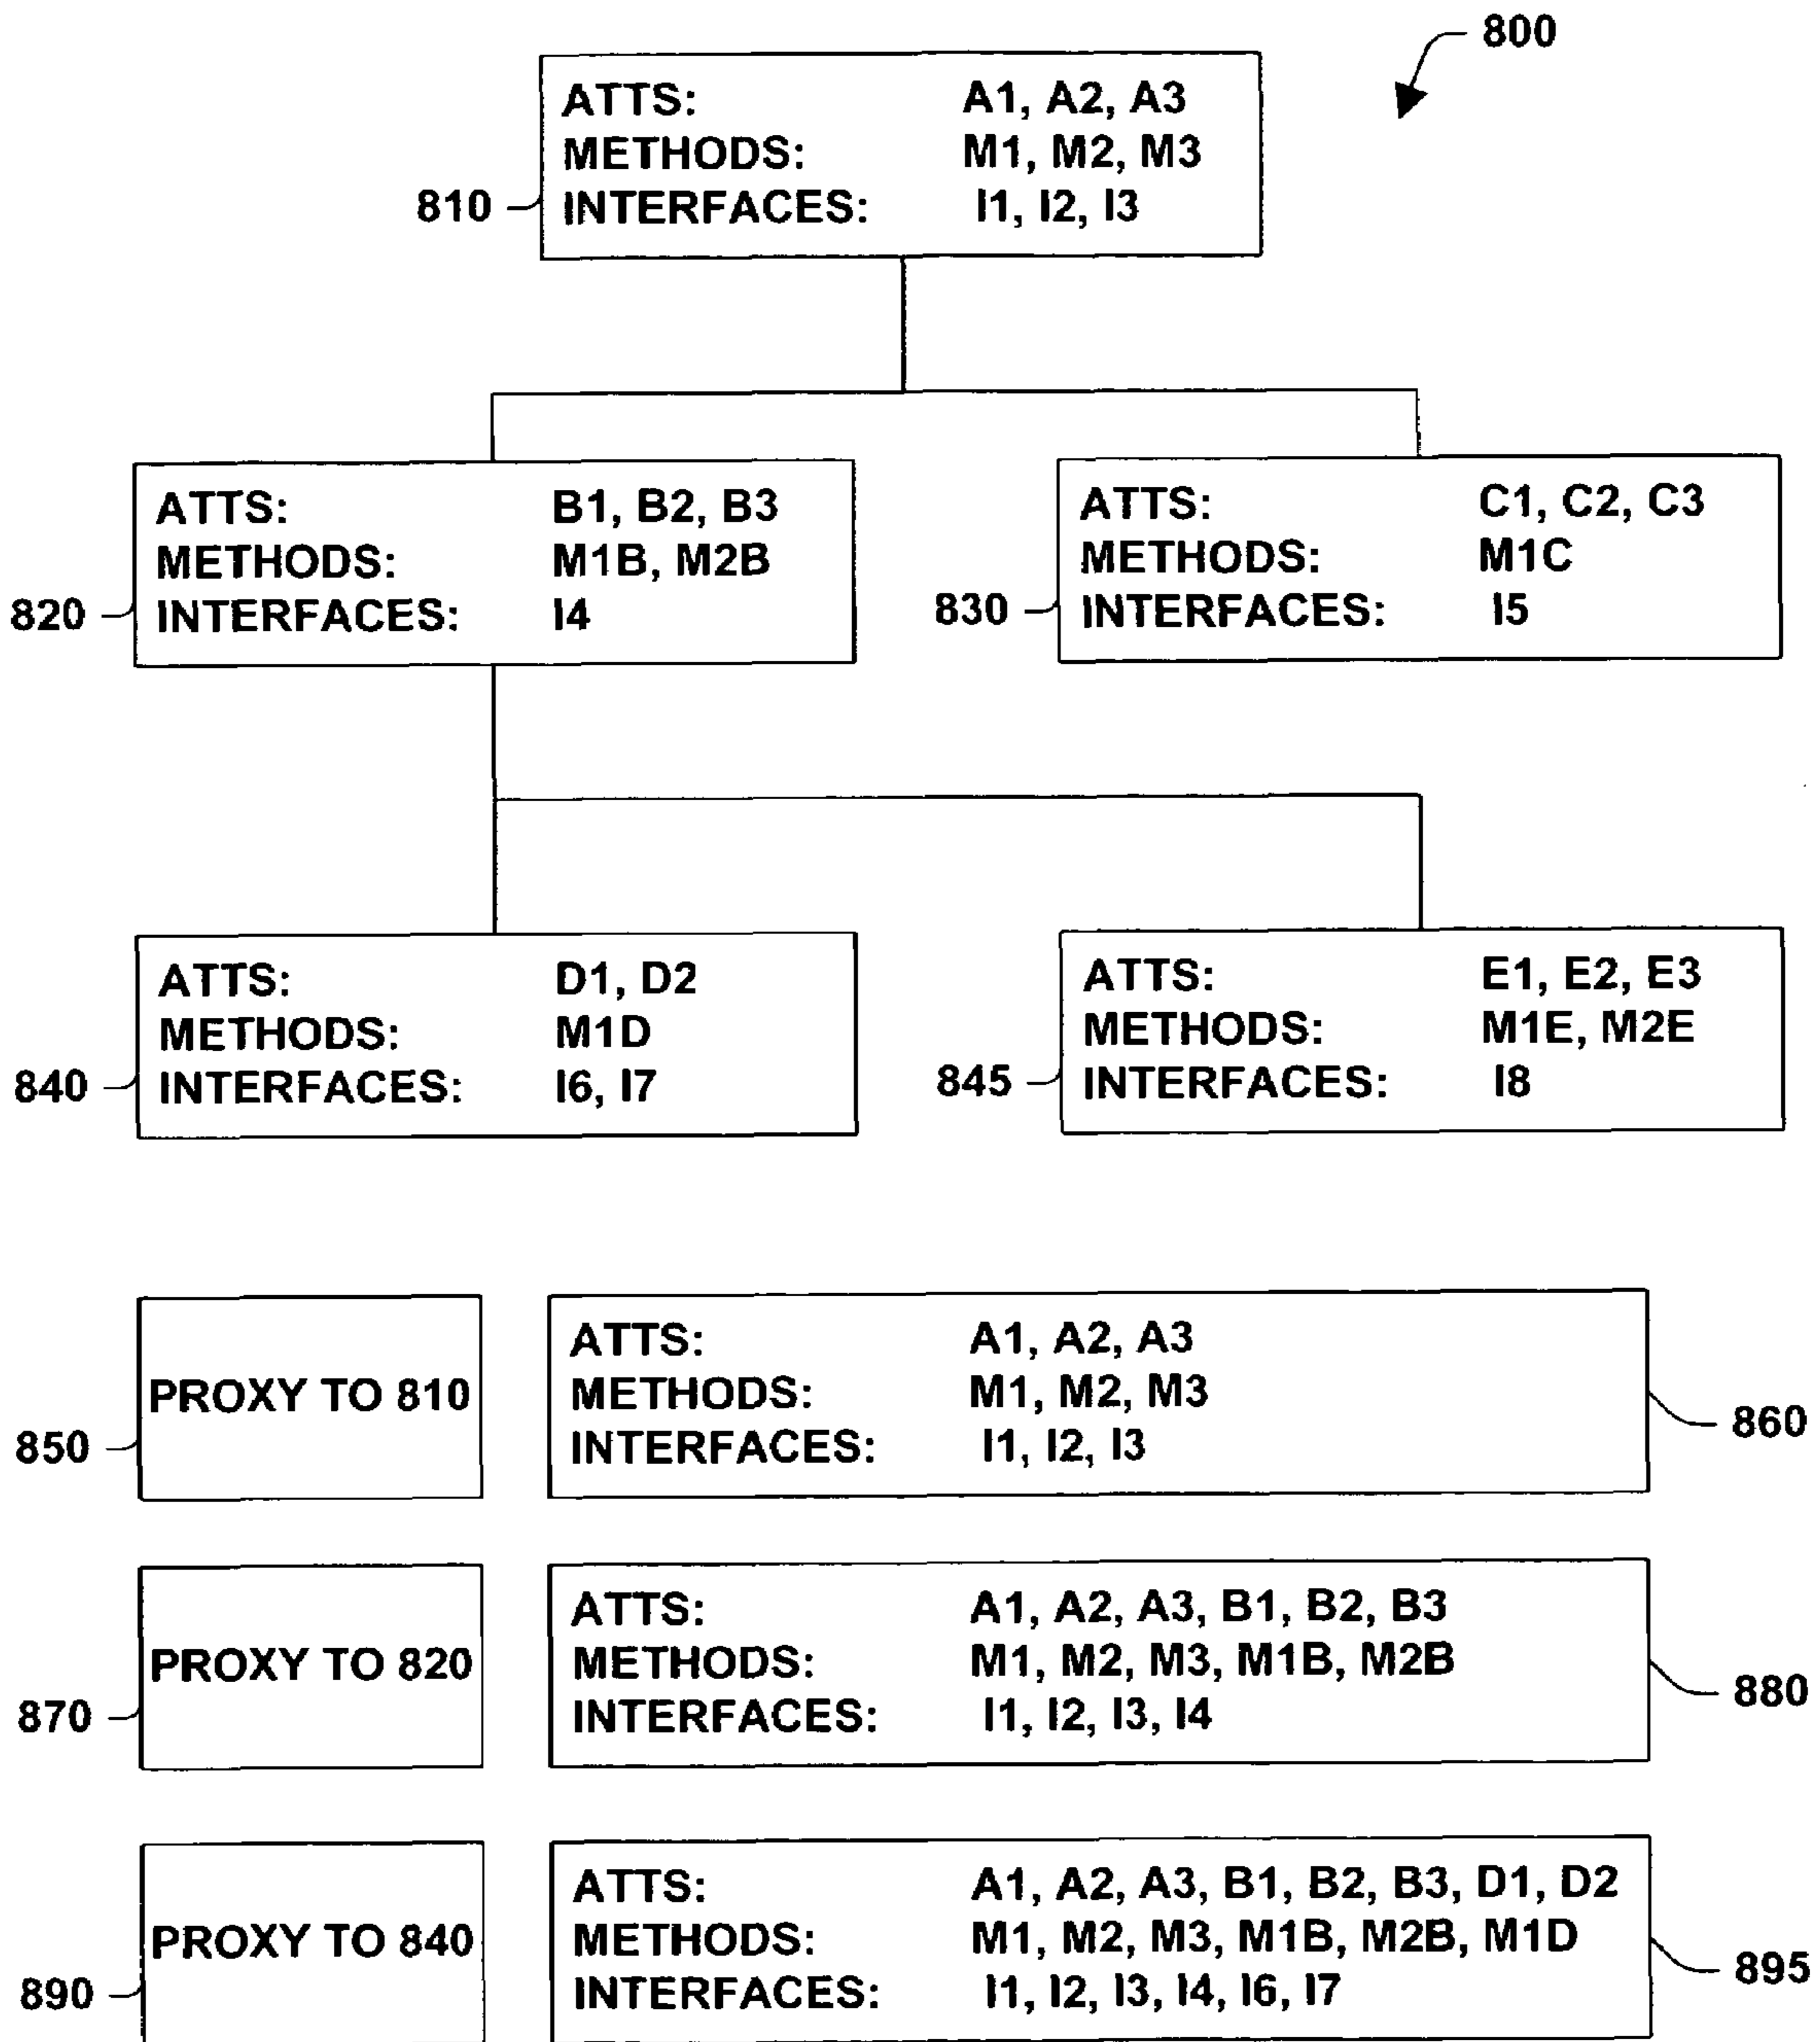 800
ATTS: A1, A2, A3
METHODS: M1, M2, M3
810 INTERFACES: I1, I2, I3
ATTS: B1, B2, B3
METHODS: M1B, M2B
820 INTERFACES: I4
ATTS: C1, C2, C3
METHODS: M1C
830 INTERFACES: I5
ATTS: D1, D2
METHODS: M1D
840 INTERFACES: I6, I7
ATTS: E1, E2, E3
METHODS: M1E, M2E
845 INTERFACES: I8
PROXY TO 810
850
ATTS: A1, A2, A3
METHODS: M1, M2, M3
INTERFACES: I1, I2, I3
860
PROXY TO 820
870
ATTS: A1, A2, A3, B1, B2, B3
METHODS: M1, M2, M3, M1B, M2B
INTERFACES: I1, I2, I3, I4
880
PROXY TO 840
890
ATTS: A1, A2, A3, B1, B2, B3, D1, D2
METHODS: M1, M2, M3, M1B, M2B, M1D
INTERFACES: I1, I2, I3, I4, I6, I7
895